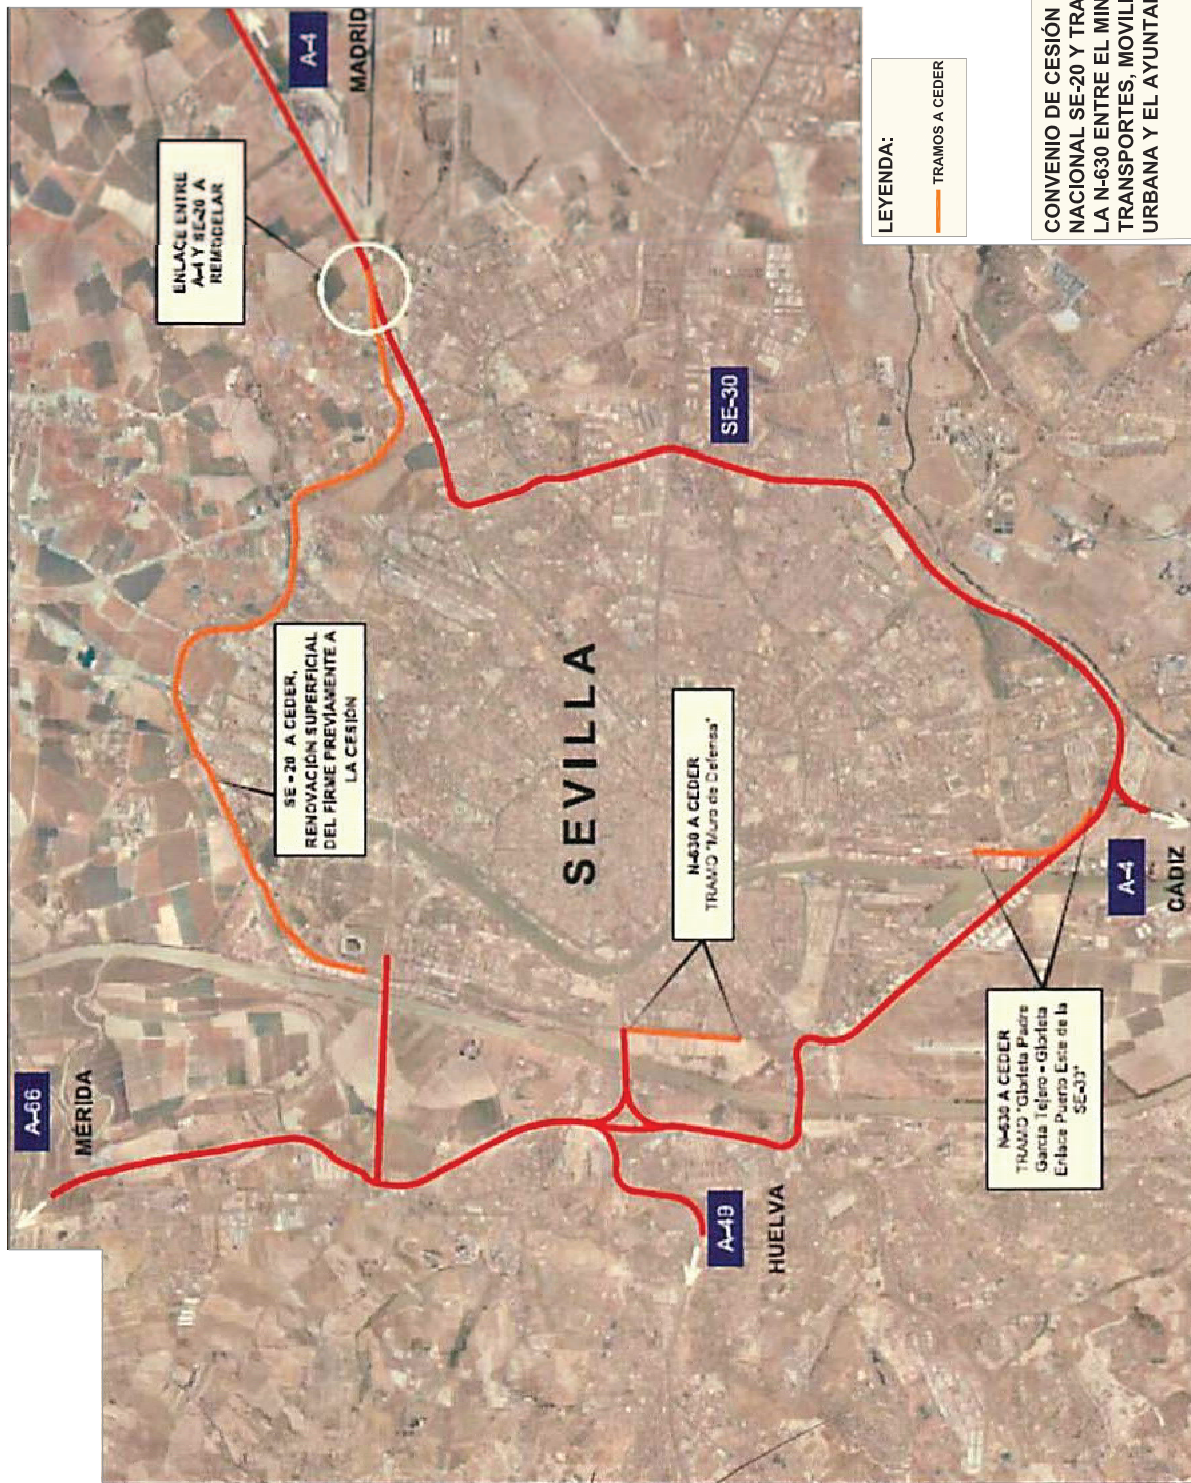 A-4
MADRID
ENLACE ENTRE
A-4 Y SE-20 A
REMODELAR
LEYENDA:
TRAMOS A CEDER
CONVENIO DE CESIÓN
NACIONAL SE-20 Y TRA
LA N-630 ENTRE EL MIN
TRANSPORTES, MOVIL
URBANA Y EL AYUNTA
SE-30
SE - 20 A CEDER,
RENOVACIÓN SUPERFICIAL
DEL FIRME PREVIAMENTE A
LA CESIÓN
SEVILLA
N-630 A CEDER
TRAMO "Muro de Defensa"
A-4
CÁDIZ
A-66
MÉRIDA
N-630 A CEDER
TRAMO "Glorieta Padre
García Tejero - Glorieta
Enlace Puerto Este de la
SE-30"
A-49
HUELVA